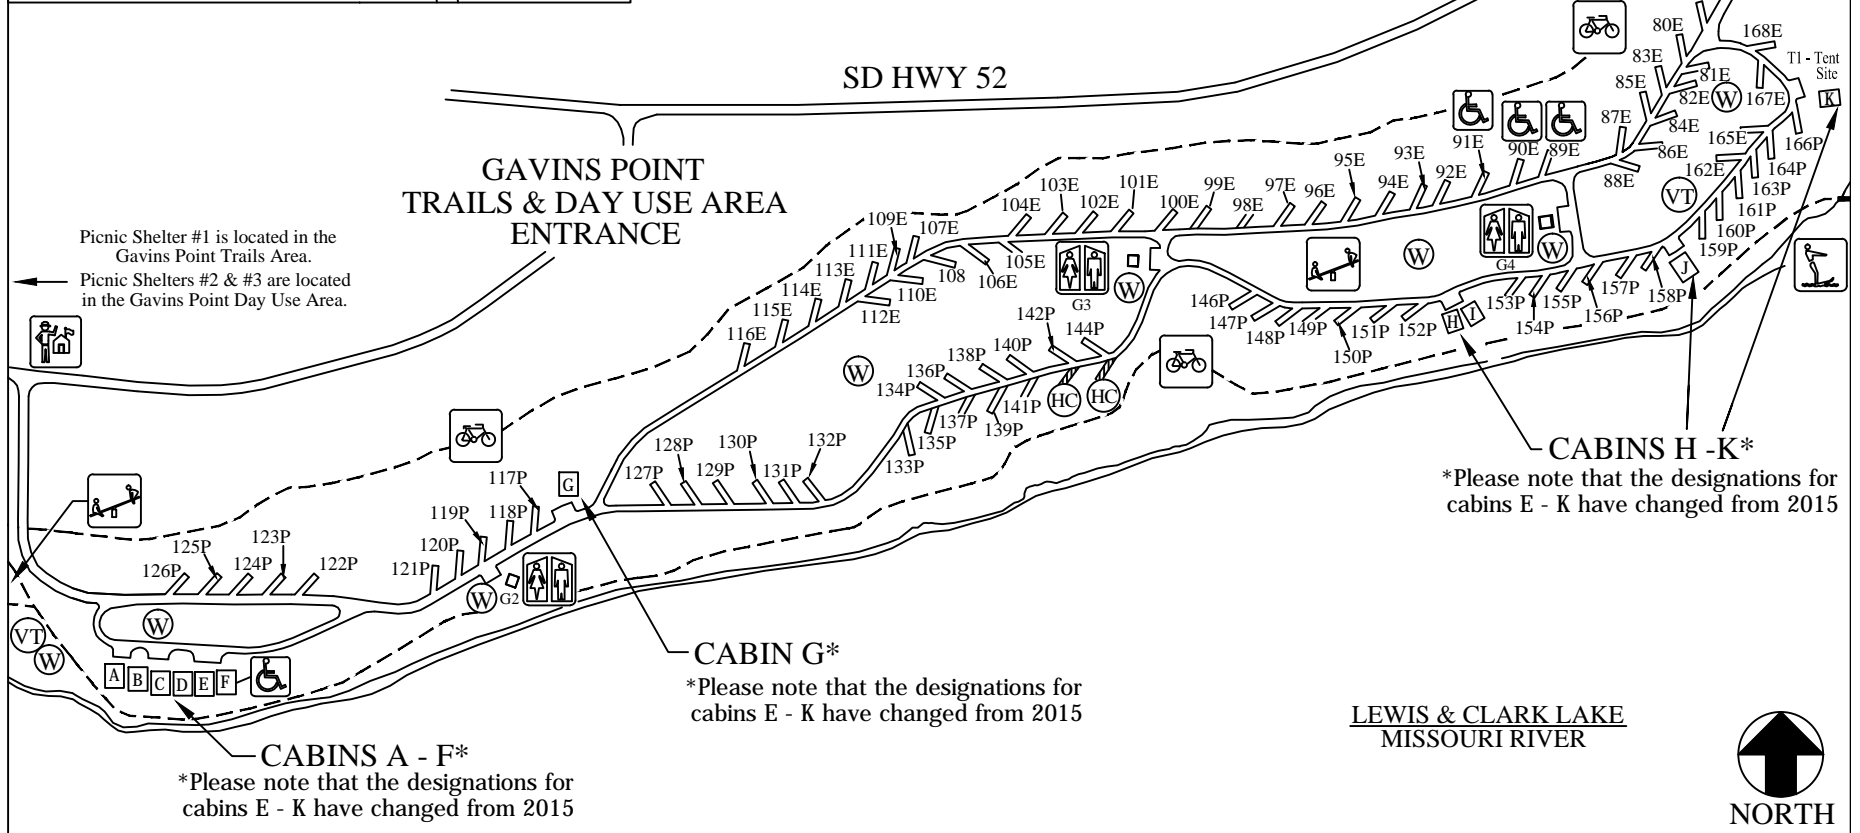 SD HWY 52
GAVINS POINT
TRAILS & DAY USE AREA
ENTRANCE
Picnic Shelter #1 is located in the
Gavins Point Trails Area.
Picnic Shelters #2 & #3 are located
in the Gavins Point Day Use Area.
80E
168E
T1 - Tent
Site
83E
81E
85E
82E
W
167E
K
87E
84E
165E
166P
86E
162E
164P
88E
VT
163P
161P
160P
159P
91E
90E
89E
93E
92E
95E
94E
97E
96E
99E
98E
101E
100E
103E
102E
104E
105E
106E
109E
107E
111E
108
113E
110E
114E
112E
115E
116E
G3
W
W
G4
W
J
146P
147P
148P
149P
150P
151P
152P
H
I
153P
154P
155P
156P
157P
158P
142P
144P
140P
138P
136P
134P
W
HC
HC
141P
139P
137P
135P
133P
132P
131P
130P
129P
128P
127P
G
117P
118P
119P
120P
121P
W
G2
122P
123P
124P
125P
126P
W
VT
W
A
B
C
D
E
F
CABINS H -K*
*Please note that the designations for
cabins E - K have changed from 2015
CABIN G*
*Please note that the designations for
cabins E - K have changed from 2015
CABINS A - F*
*Please note that the designations for
cabins E - K have changed from 2015
LEWIS & CLARK LAKE
MISSOURI RIVER
NORTH